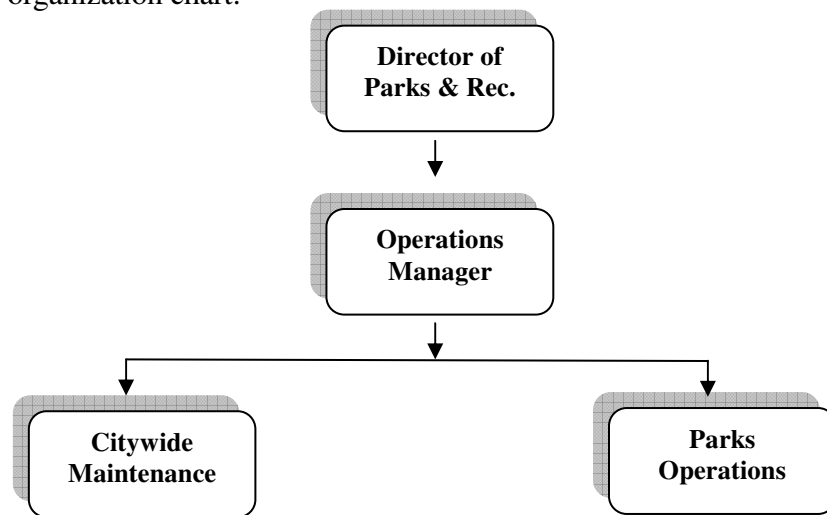 organization chart.
Director of
Parks & Rec.
Operations
Manager
Citywide
Maintenance
Parks
Operations